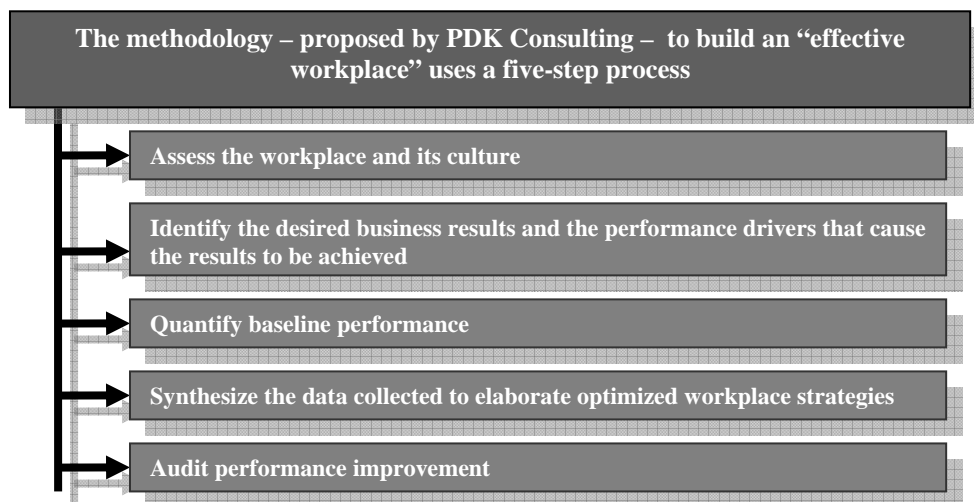 The methodology – proposed by PDK Consulting – to build an “effective
workplace” uses a five-step process
Assess the workplace and its culture
Identify the desired business results and the performance drivers that cause
the results to be achieved
Quantify baseline performance
Synthesize the data collected to elaborate optimized workplace strategies
Audit performance improvement